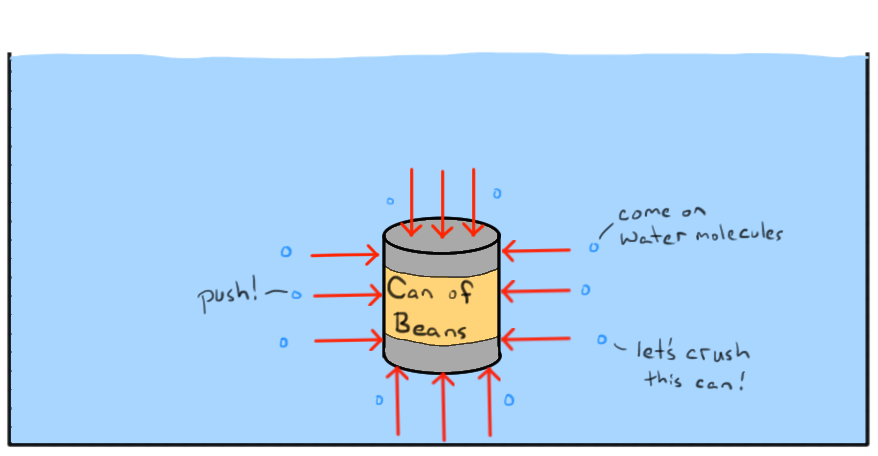 come on
water molecules
push!
Can of
Beans
let's crush
this can!